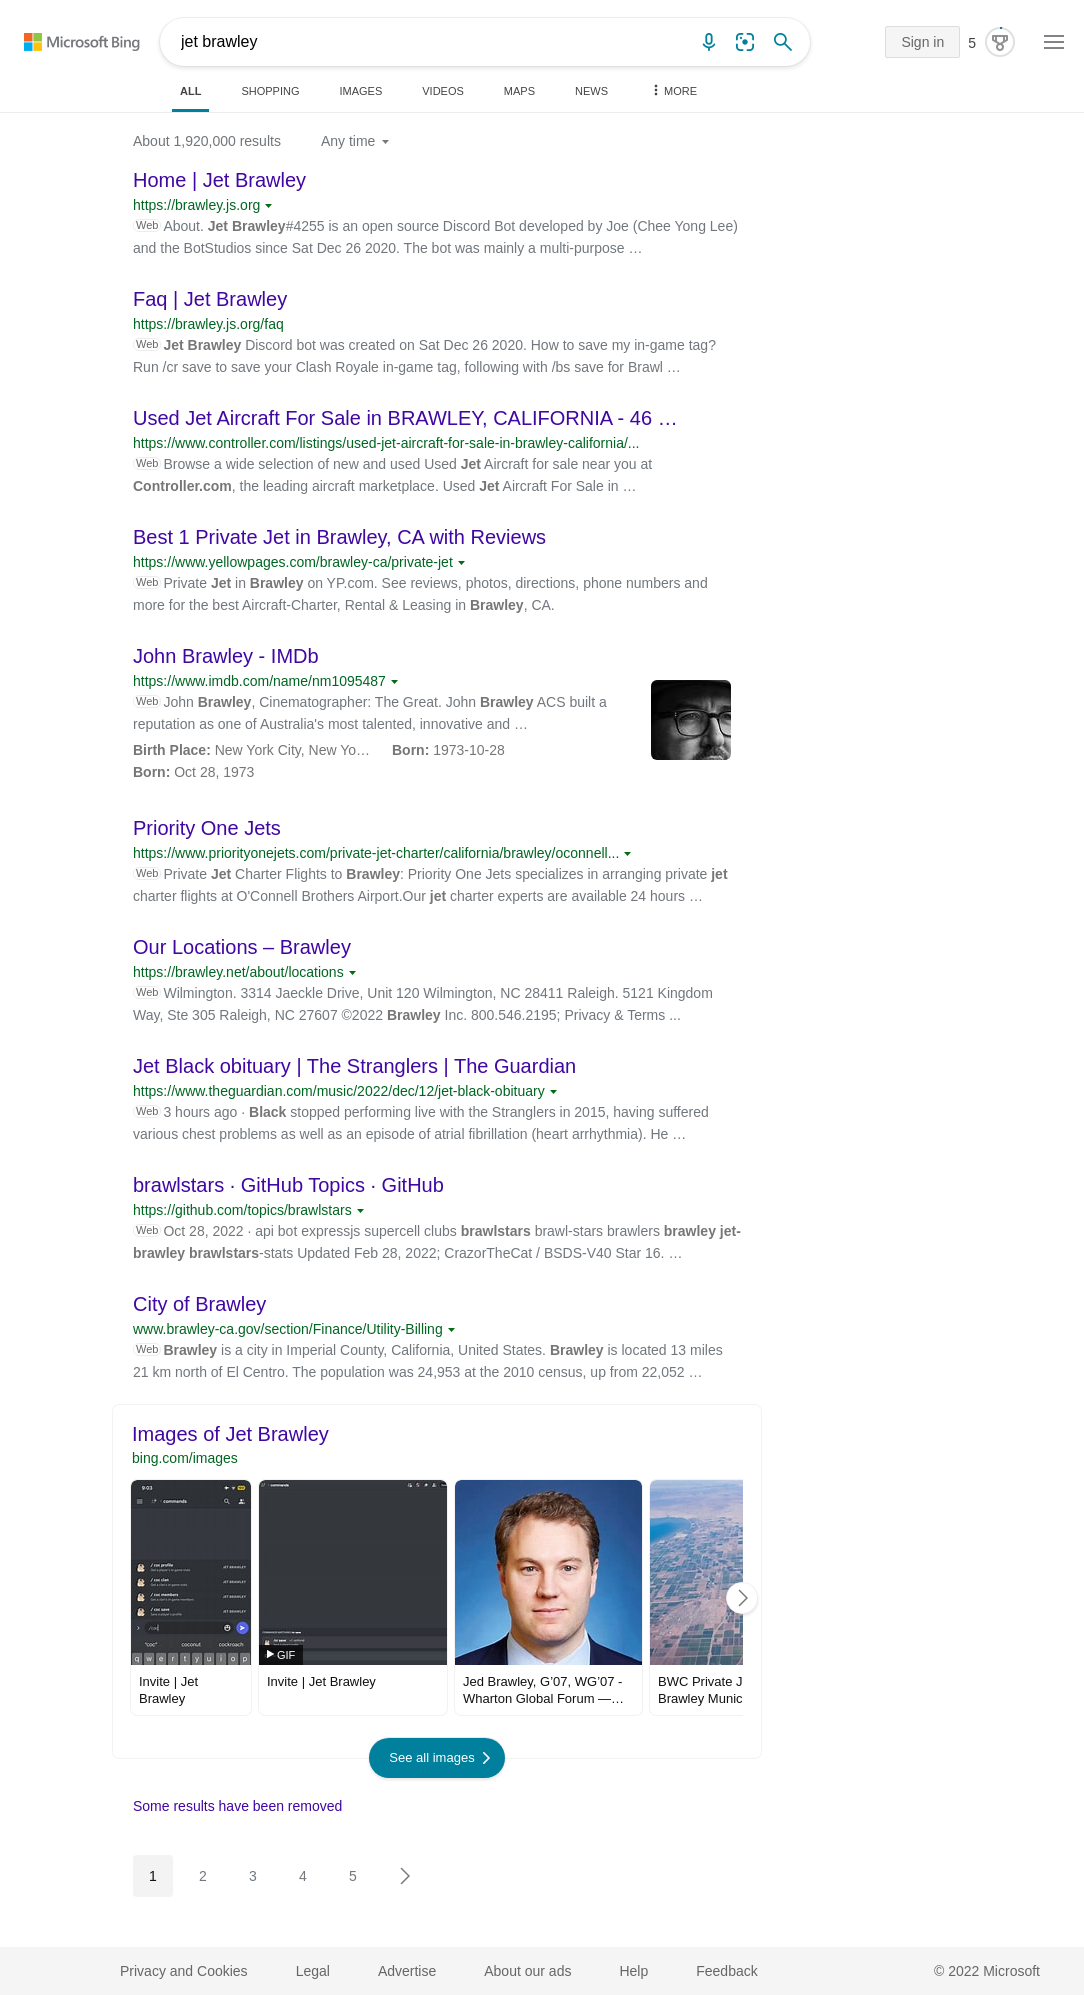 Microsoft Bing
jet brawley
Sign in
5
ALL
SHOPPING
IMAGES
VIDEOS
MAPS
NEWS
MORE
About 1,920,000 results
Any time
Home | Jet Brawley
https://brawley.js.org
Web About. Jet Brawley#4255 is an open source Discord Bot developed by Joe (Chee Yong Lee)
and the BotStudios since Sat Dec 26 2020. The bot was mainly a multi-purpose …
Faq | Jet Brawley
https://brawley.js.org/faq
Web Jet Brawley Discord bot was created on Sat Dec 26 2020. How to save my in-game tag?
Run /cr save to save your Clash Royale in-game tag, following with /bs save for Brawl …
Used Jet Aircraft For Sale in BRAWLEY, CALIFORNIA - 46 …
https://www.controller.com/listings/used-jet-aircraft-for-sale-in-brawley-california/...
Web Browse a wide selection of new and used Used Jet Aircraft for sale near you at
Controller.com, the leading aircraft marketplace. Used Jet Aircraft For Sale in …
Best 1 Private Jet in Brawley, CA with Reviews
https://www.yellowpages.com/brawley-ca/private-jet
Web Private Jet in Brawley on YP.com. See reviews, photos, directions, phone numbers and
more for the best Aircraft-Charter, Rental & Leasing in Brawley, CA.
John Brawley - IMDb
https://www.imdb.com/name/nm1095487
Web John Brawley, Cinematographer: The Great. John Brawley ACS built a
reputation as one of Australia's most talented, innovative and …
Birth Place: New York City, New Yo… Born: 1973-10-28
Born: Oct 28, 1973
Priority One Jets
https://www.priorityonejets.com/private-jet-charter/california/brawley/oconnell...
Web Private Jet Charter Flights to Brawley: Priority One Jets specializes in arranging private jet
charter flights at O'Connell Brothers Airport.Our jet charter experts are available 24 hours …
Our Locations – Brawley
https://brawley.net/about/locations
Web Wilmington. 3314 Jaeckle Drive, Unit 120 Wilmington, NC 28411 Raleigh. 5121 Kingdom
Way, Ste 305 Raleigh, NC 27607 ©2022 Brawley Inc. 800.546.2195; Privacy & Terms ...
Jet Black obituary | The Stranglers | The Guardian
https://www.theguardian.com/music/2022/dec/12/jet-black-obituary
Web 3 hours ago · Black stopped performing live with the Stranglers in 2015, having suffered
various chest problems as well as an episode of atrial fibrillation (heart arrhythmia). He …
brawlstars · GitHub Topics · GitHub
https://github.com/topics/brawlstars
Web Oct 28, 2022 · api bot expressjs supercell clubs brawlstars brawl-stars brawlers brawley jet-
brawley brawlstars-stats Updated Feb 28, 2022; CrazorTheCat / BSDS-V40 Star 16. …
City of Brawley
www.brawley-ca.gov/section/Finance/Utility-Billing
Web Brawley is a city in Imperial County, California, United States. Brawley is located 13 miles
21 km north of El Centro. The population was 24,953 at the 2010 census, up from 22,052 …
Images of Jet Brawley
bing.com/images
9:03
commands
/ coc profile
JET BRAWLEY
/ coc clan
JET BRAWLEY
/ coc members
JET BRAWLEY
/ coc save
JET BRAWLEY
/coc
"coc" coconut cockroach
q w e r t y u i o p
commands
GIF
Invite | Jet
Brawley
Invite | Jet Brawley
Jed Brawley, G’07, WG’07 -
Wharton Global Forum —…
BWC Private J
Brawley Munic
See all images
Some results have been removed
1 2 3 4 5
Privacy and Cookies
Legal
Advertise
About our ads
Help
Feedback
© 2022 Microsoft